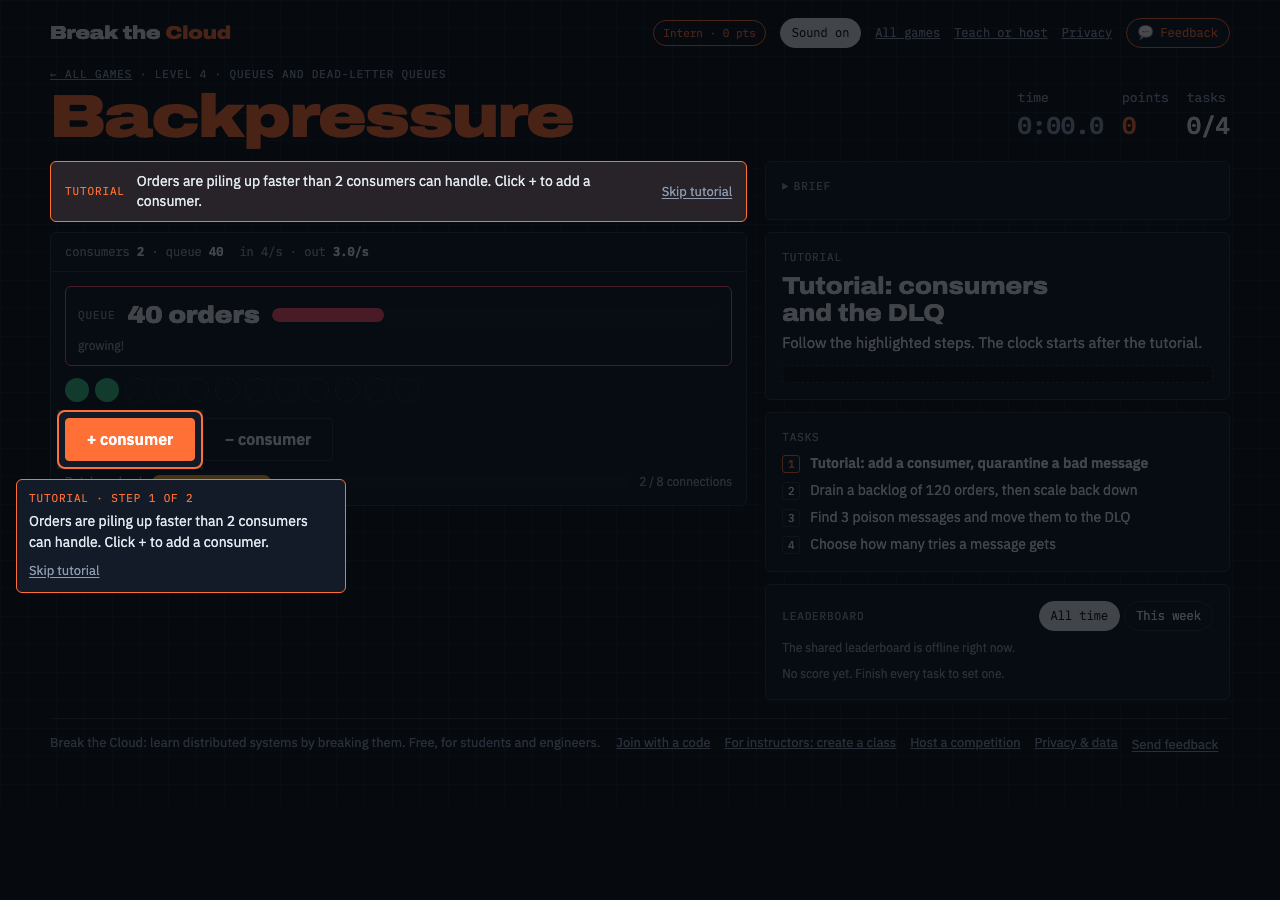 Break the Cloud
Intern · 0 pts
Sound on
All games
Teach or host
Privacy
💬 Feedback
← ALL GAMES · LEVEL 4 · QUEUES AND DEAD-LETTER QUEUES
Backpressure
time
points
tasks
0:00.0
0
0/4
TUTORIAL
Orders are piling up faster than 2 consumers can handle. Click + to add a
consumer.
Skip tutorial
▶ BRIEF
consumers 2 · queue 40 in 4/s · out 3.0/s
QUEUE 40 orders
growing!
+ consumer
− consumer
2 / 8 connections
TUTORIAL · STEP 1 OF 2
Orders are piling up faster than 2 consumers
can handle. Click + to add a consumer.
Skip tutorial
TUTORIAL
Tutorial: consumers
and the DLQ
Follow the highlighted steps. The clock starts after the tutorial.
TASKS
1 Tutorial: add a consumer, quarantine a bad message
2 Drain a backlog of 120 orders, then scale back down
3 Find 3 poison messages and move them to the DLQ
4 Choose how many tries a message gets
LEADERBOARD
All time
This week
The shared leaderboard is offline right now.
No score yet. Finish every task to set one.
Break the Cloud: learn distributed systems by breaking them. Free, for students and engineers.
Join with a code
For instructors: create a class
Host a competition
Privacy & data
Send feedback